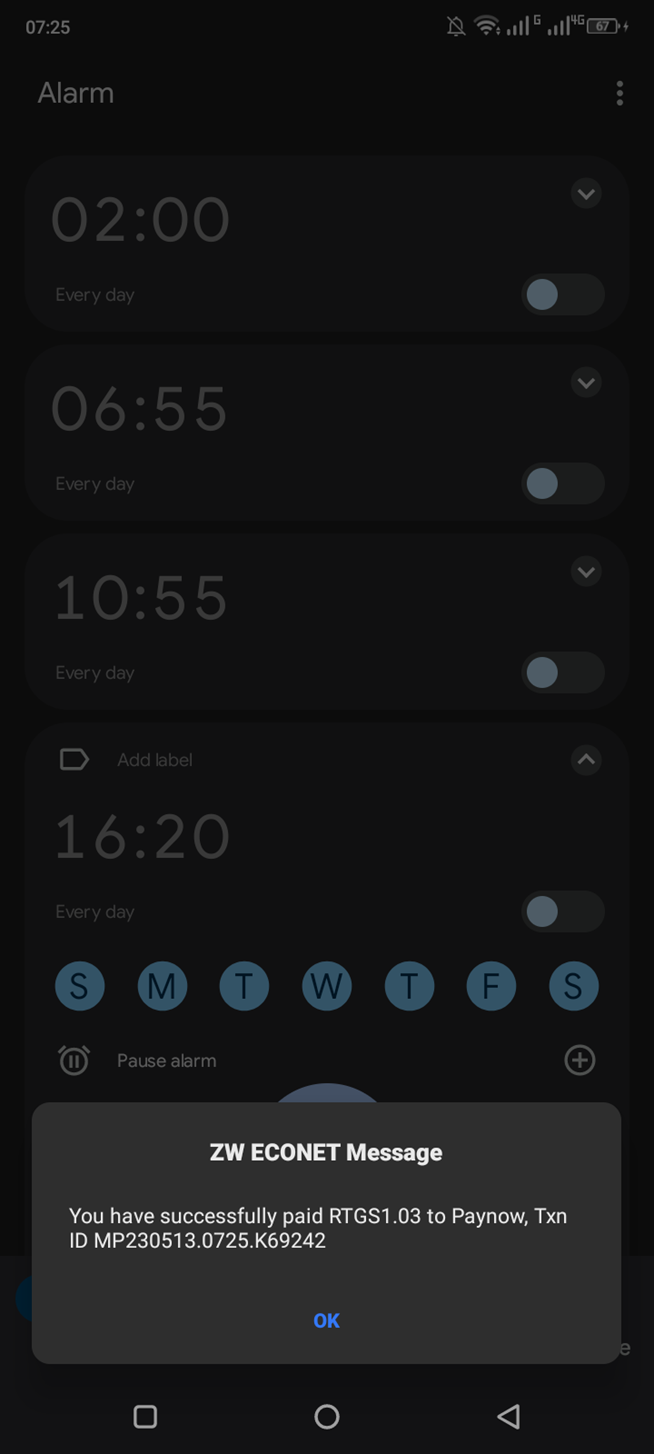 07:25
G
4G
67
Alarm
02:00
Every day
06:55
Every day
10:55
Every day
Add label
16:20
Every day
S M T W T F S
Pause alarm
ZW ECONET Message
You have successfully paid RTGS1.03 to Paynow, Txn
ID MP230513.0725.K69242
OK
e